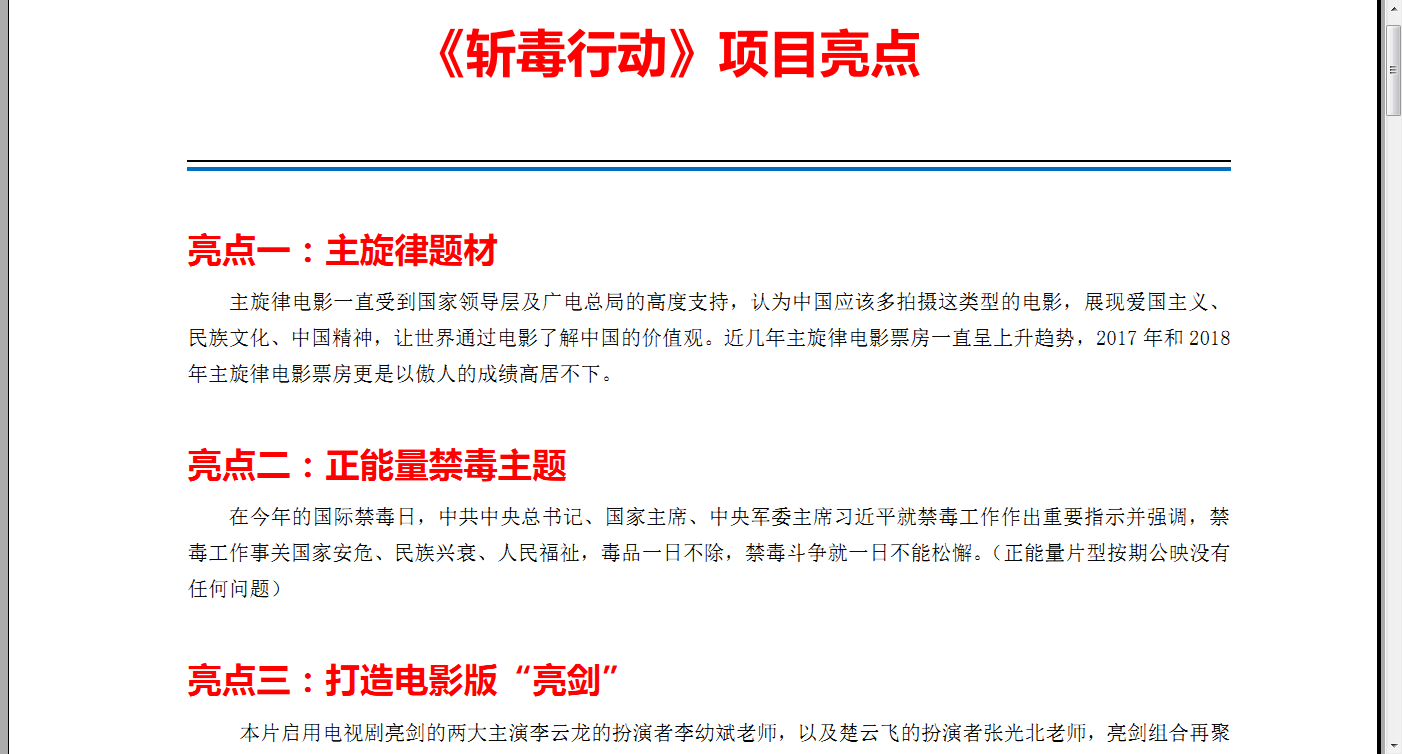 《斩毒行动》项目亮点
亮点一：主旋律题材
主旋律电影一直受到国家领导层及广电总局的高度支持，认为中国应该多拍摄这类型的电影，展现爱国主义、
民族文化、中国精神，让世界通过电影了解中国的价值观。近几年主旋律电影票房一直呈上升趋势，2017 年和 2018
年主旋律电影票房更是以傲人的成绩高居不下。
亮点二：正能量禁毒主题
在今年的国际禁毒日，中共中央总书记、国家主席、中央军委主席习近平就禁毒工作作出重要指示并强调，禁
毒工作事关国家安危、民族兴衰、人民福祉，毒品一日不除，禁毒斗争就一日不能松懈。（正能量片型按期公映没有
任何问题）
亮点三：打造电影版“亮剑”
本片启用电视剧亮剑的两大主演李云龙的扮演者李幼斌老师，以及楚云飞的扮演者张光北老师，亮剑组合再聚